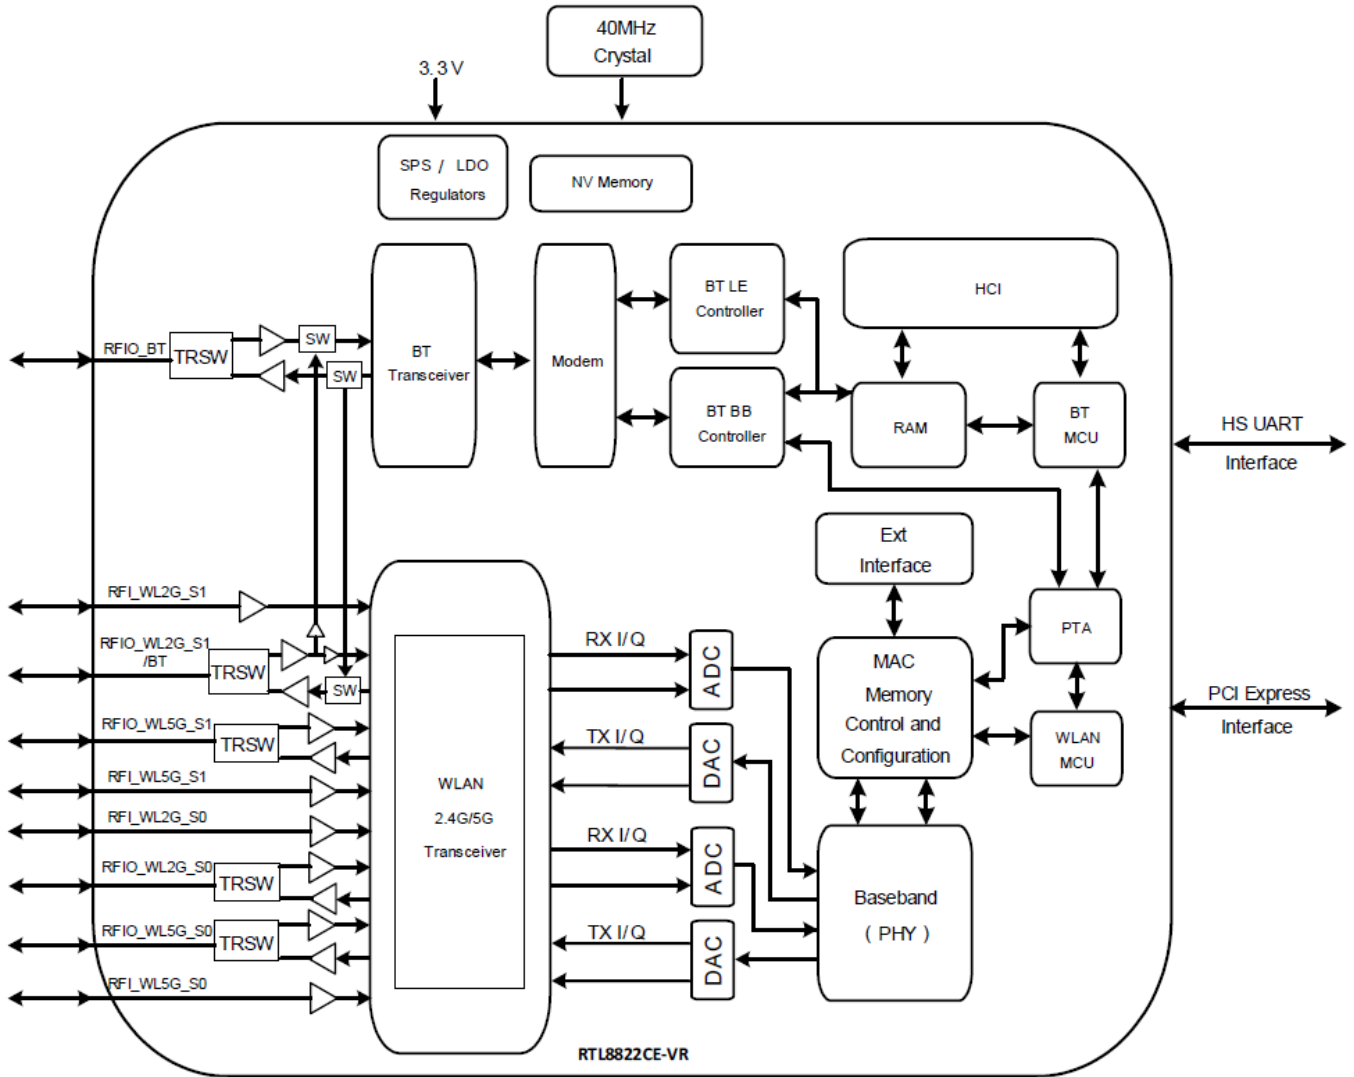 40MHz
Crystal
3.3V
SPS / LDO
Regulators
NV Memory
BT LE
Controller
HCI
RFIO_BT
TRSW
SW
SW
BT
Transceiver
Modem
BT BB
Controller
RAM
BT
MCU
HS UART
Interface
Ext
Interface
RFI_WL2G_S1
RFIO_WL2G_S1
/BT
TRSW
SW
RX I/Q
ADC
MAC
Memory
Control and
Configuration
PTA
PCI Express
Interface
RFIO_WL5G_S1
TRSW
TX I/Q
DAC
WLAN
MCU
RFI_WL5G_S1
WLAN
2.4G/5G
Transceiver
RFI_WL2G_S0
RX I/Q
ADC
RFIO_WL2G_S0
TRSW
Baseband
( PHY )
RFIO_WL5G_S0
TRSW
TX I/Q
DAC
RFI_WL5G_S0
RTL8822CE-VR